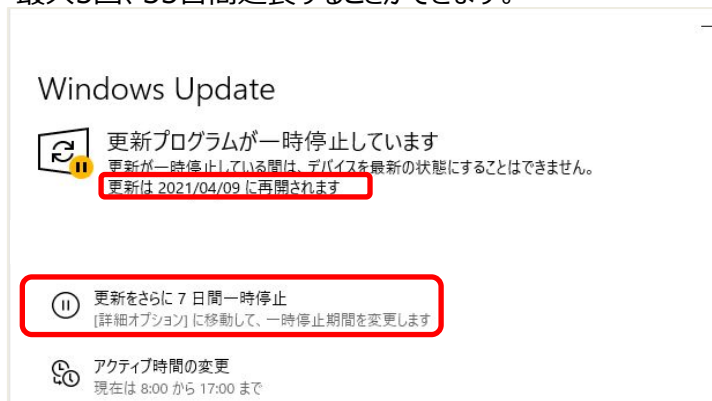 最大5回、35日間延長することができます。
Windows Update
更新プログラムが一時停止しています
更新が一時停止している間は、デバイスを最新の状態にすることはできません。
更新は 2021/04/09 に再開されます
更新をさらに 7 日間一時停止
[詳細オプション] に移動して、一時停止期間を変更します
アクティブ時間の変更
現在は 8:00 から 17:00 まで